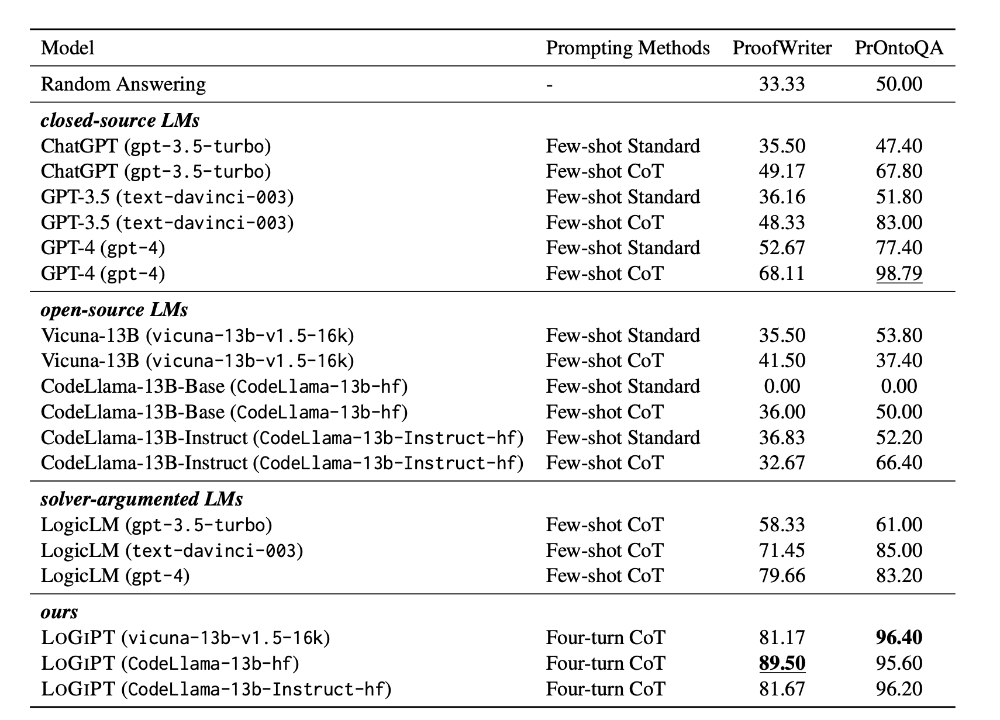 Model Prompting Methods ProofWriter PrOntoQA
Random Answering - 33.33 50.00
closed-source LMs
ChatGPT (gpt-3.5-turbo) Few-shot Standard 35.50 47.40
ChatGPT (gpt-3.5-turbo) Few-shot CoT 49.17 67.80
GPT-3.5 (text-davinci-003) Few-shot Standard 36.16 51.80
GPT-3.5 (text-davinci-003) Few-shot CoT 48.33 83.00
GPT-4 (gpt-4) Few-shot Standard 52.67 77.40
GPT-4 (gpt-4) Few-shot CoT 68.11 98.79
open-source LMs
Vicuna-13B (vicuna-13b-v1.5-16k) Few-shot Standard 35.50 53.80
Vicuna-13B (vicuna-13b-v1.5-16k) Few-shot CoT 41.50 37.40
CodeLlama-13B-Base (CodeLlama-13b-hf) Few-shot Standard 0.00 0.00
CodeLlama-13B-Base (CodeLlama-13b-hf) Few-shot CoT 36.00 50.00
CodeLlama-13B-Instruct (CodeLlama-13b-Instruct-hf) Few-shot Standard 36.83 52.20
CodeLlama-13B-Instruct (CodeLlama-13b-Instruct-hf) Few-shot CoT 32.67 66.40
solver-argumented LMs
LogicLM (gpt-3.5-turbo) Few-shot CoT 58.33 61.00
LogicLM (text-davinci-003) Few-shot CoT 71.45 85.00
LogicLM (gpt-4) Few-shot CoT 79.66 83.20
ours
LOGIPT (vicuna-13b-v1.5-16k) Four-turn CoT 81.17 96.40
LOGIPT (CodeLlama-13b-hf) Four-turn CoT 89.50 95.60
LOGIPT (CodeLlama-13b-Instruct-hf) Four-turn CoT 81.67 96.20